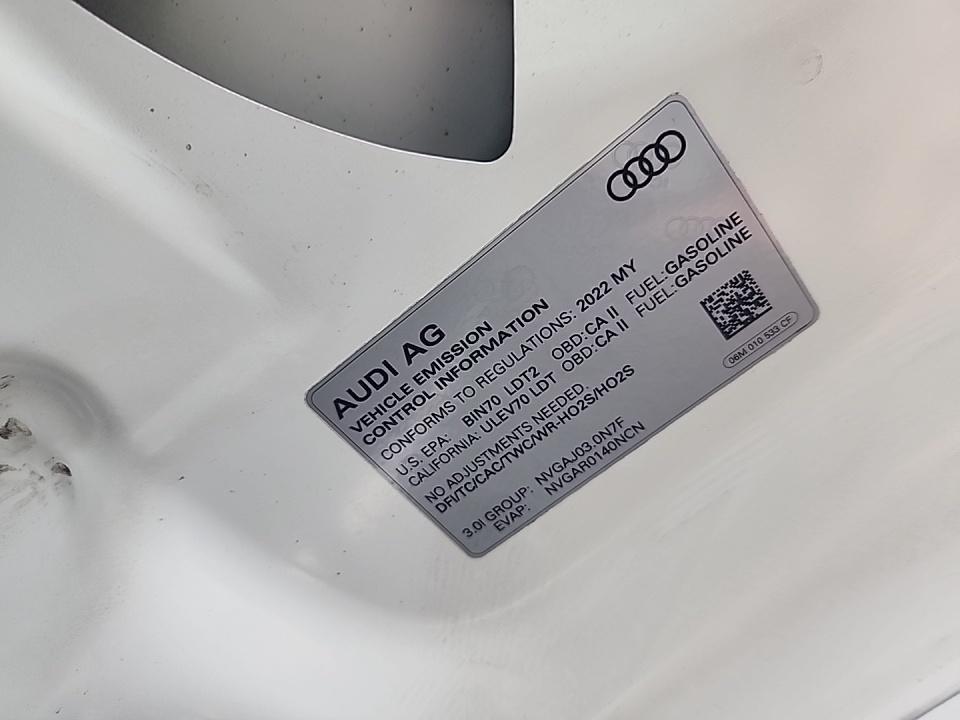 AUDI AG
VEHICLE EMISSION
CONTROL INFORMATION
CONFORMS TO REGULATIONS: 2022 MY
U.S. EPA: BIN70 LDT2 OBD:CA II FUEL:GASOLINE
CALIFORNIA: ULEV70 LDT OBD:CA II FUEL:GASOLINE
NO ADJUSTMENTS NEEDED.
DFI/TC/CAC/TWC/WR-HO2S/HO2S
3.0l GROUP: NVGAJ03.0N7F
EVAP: NVGAR0140NCN
06M 010 533 CF